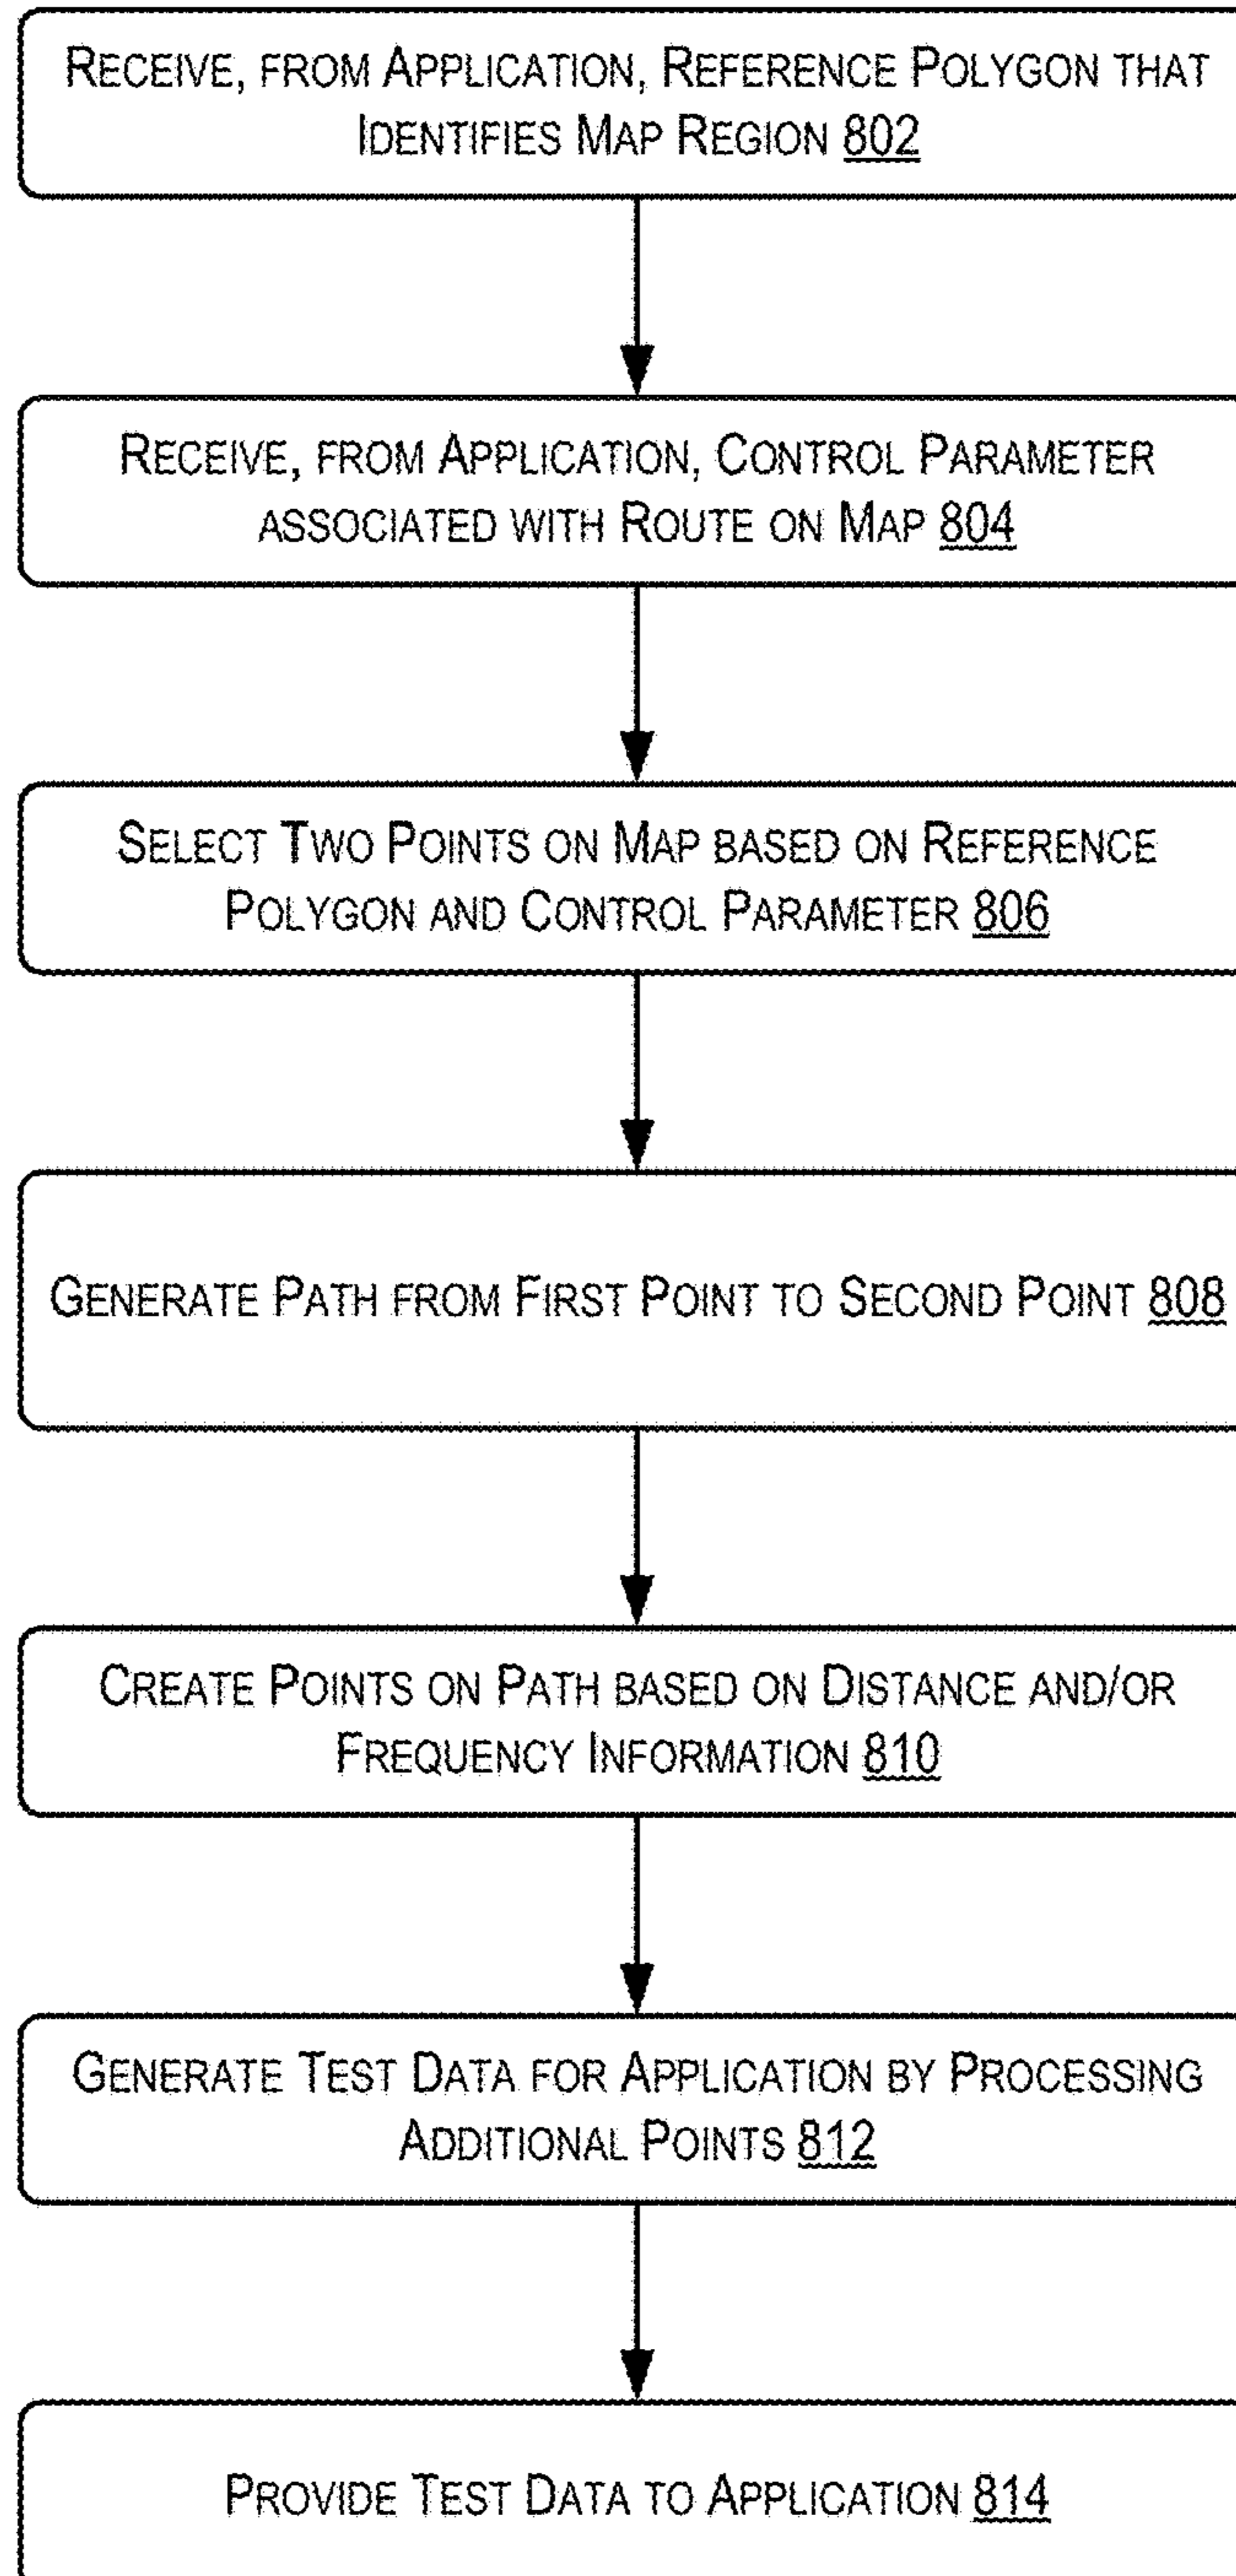 RECEIVE, FROM APPLICATION, REFERENCE POLYGON THAT
IDENTIFIES MAP REGION 802
RECEIVE, FROM APPLICATION, CONTROL PARAMETER
ASSOCIATED WITH ROUTE ON MAP 804
SELECT TWO POINTS ON MAP BASED ON REFERENCE
POLYGON AND CONTROL PARAMETER 806
GENERATE PATH FROM FIRST POINT TO SECOND POINT 808
CREATE POINTS ON PATH BASED ON DISTANCE AND/OR
FREQUENCY INFORMATION 810
GENERATE TEST DATA FOR APPLICATION BY PROCESSING
ADDITIONAL POINTS 812
PROVIDE TEST DATA TO APPLICATION 814